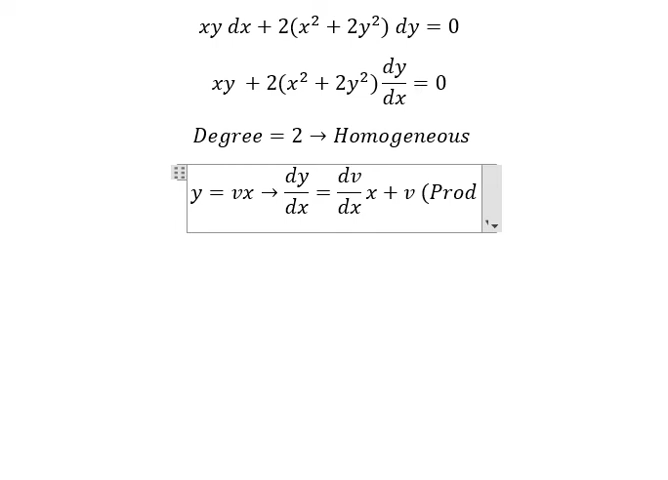 xy dx + 2(x² + 2y²) dy = 0
xy + 2(x² + 2y²) dy/dx = 0
Degree = 2 → Homogeneous
y = vx → dy/dx = dv/dx x + v (Prod